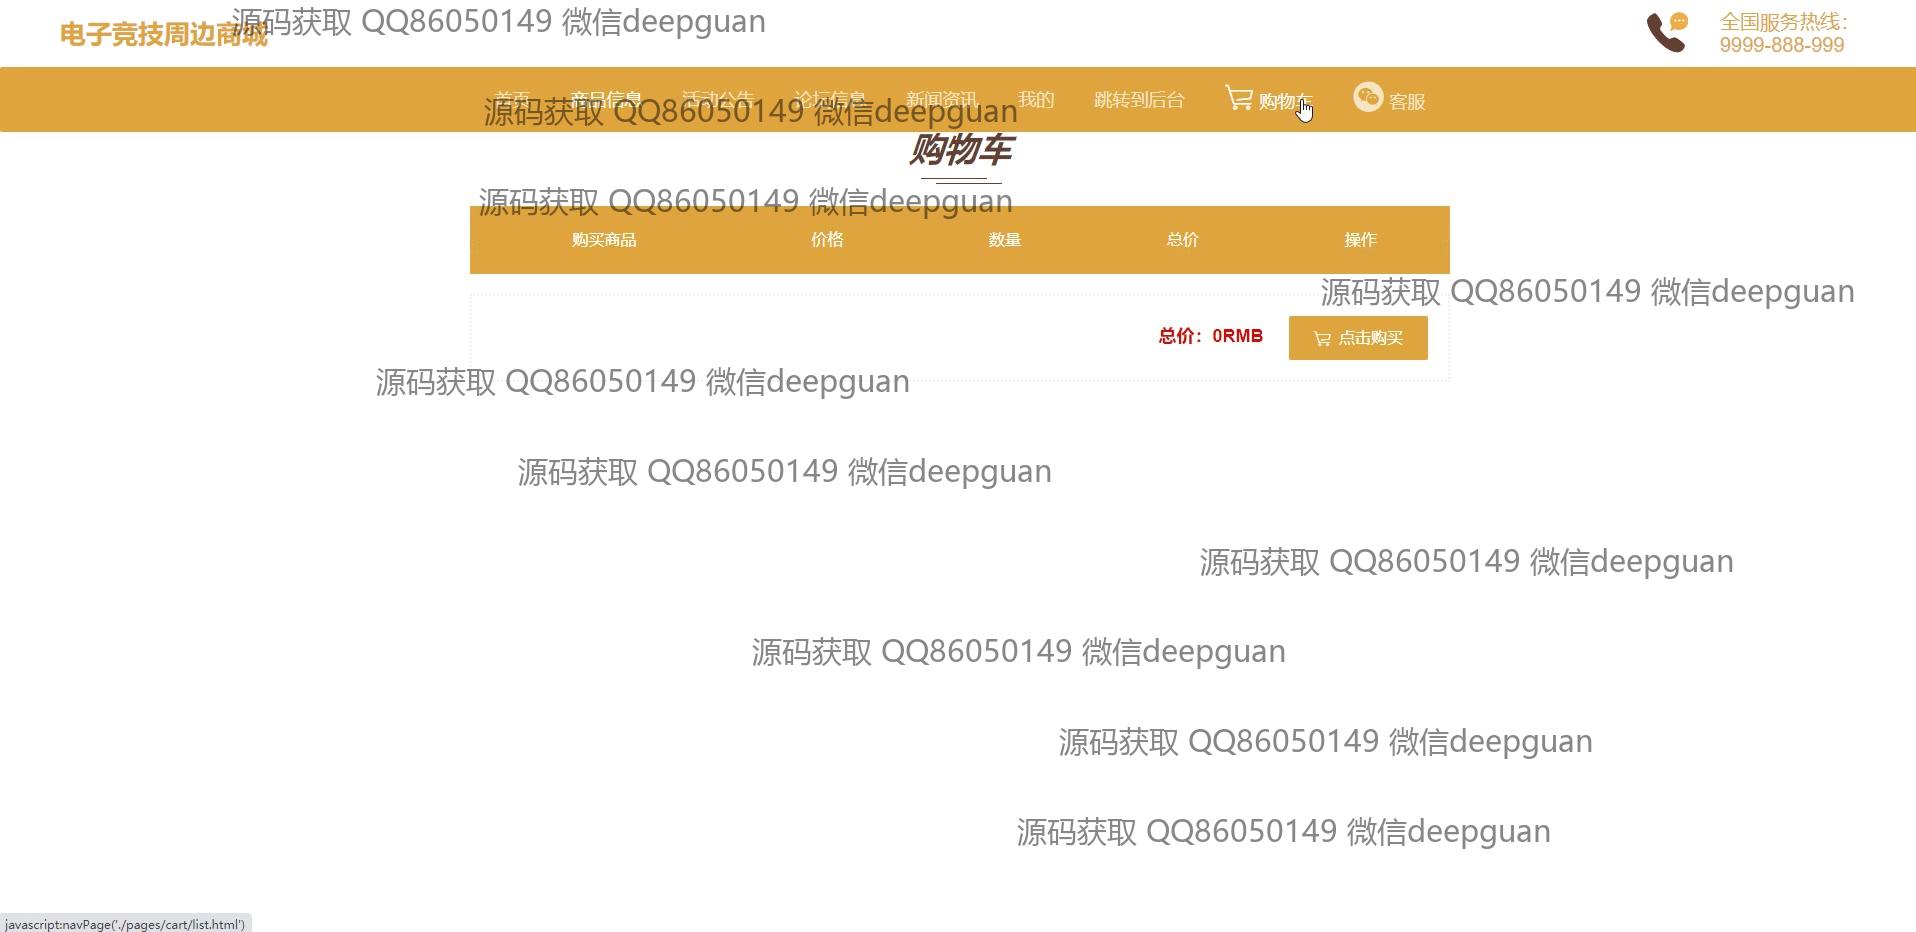 电子竞技周边商城
源码获取 QQ86050149 微信deepguan
全国服务热线：
9999-888-999
首页 商品信息 活动公告 论坛信息 新闻资讯 我的 跳转到后台 购物车 客服
源码获取 QQ86050149 微信deepguan
购物车
源码获取 QQ86050149 微信deepguan
购买商品 价格 数量 总价 操作
源码获取 QQ86050149 微信deepguan
总价：0RMB 点击购买
源码获取 QQ86050149 微信deepguan
源码获取 QQ86050149 微信deepguan
源码获取 QQ86050149 微信deepguan
源码获取 QQ86050149 微信deepguan
源码获取 QQ86050149 微信deepguan
源码获取 QQ86050149 微信deepguan
javascript:navPage('./pages/cart/list.html')